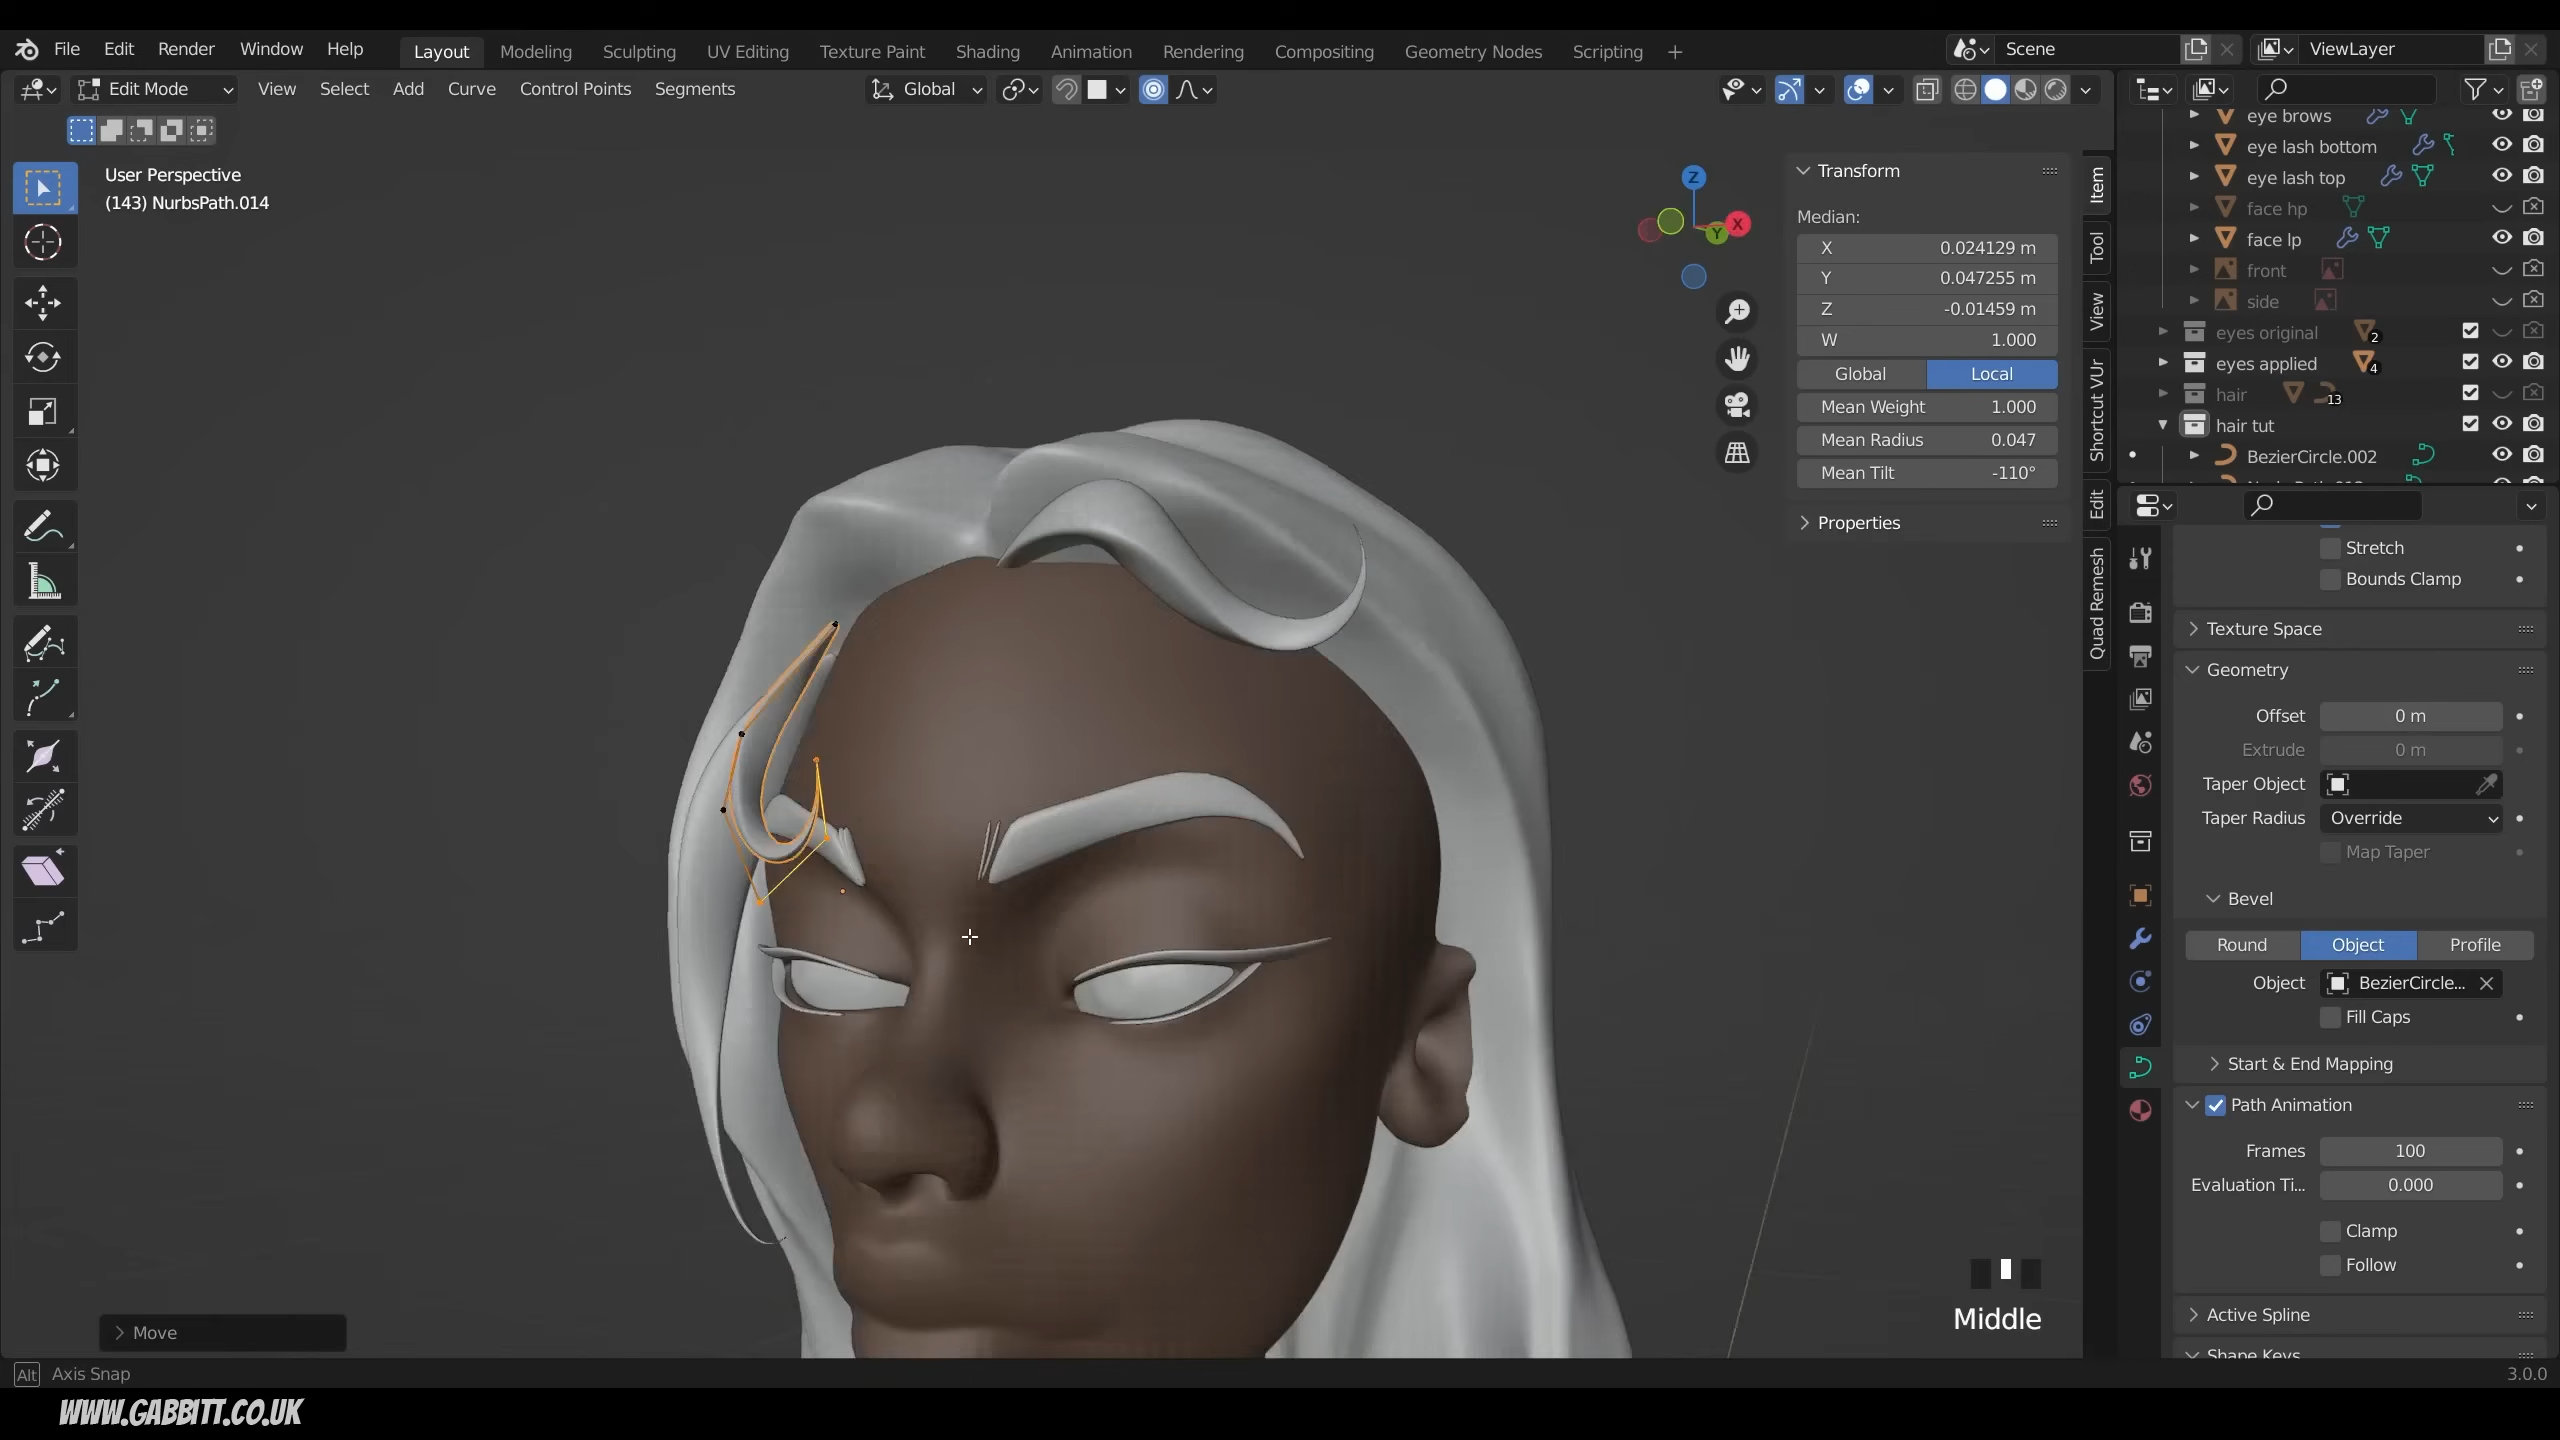 File Edit Render Window Help Layout Modeling Sculpting UV Editing Texture Paint Shading Animation Rendering Compositing Geometry Nodes Scripting + Scene ViewLayer
Edit Mode View Select Add Curve Control Points Segments Global
User Perspective
(143) NurbsPath.014
Z
X
Y
Transform
Median:
X 0.024129 m
Y 0.047255 m
Z -0.01459 m
W 1.000
Global Local
Mean Weight 1.000
Mean Radius 0.047
Mean Tilt -110°
Properties
Item
Tool
View
Shortcut VUr
Edit
Quad Remesh
eye brows
eye lash bottom
eye lash top
face hp
face lp
front
side
eyes original 2
eyes applied 4
hair 13
hair tut
BezierCircle.002
Stretch
Bounds Clamp
Texture Space
Geometry
Offset 0 m
Extrude 0 m
Taper Object
Taper Radius Override
Map Taper
Bevel
Round Object Profile
Object BezierCircle...
Fill Caps
Start & End Mapping
Path Animation
Frames 100
Evaluation Ti... 0.000
Clamp
Follow
Active Spline
Shape Keys
Middle
Move
Alt Axis Snap
3.0.0
WWW.GABBITT.CO.UK